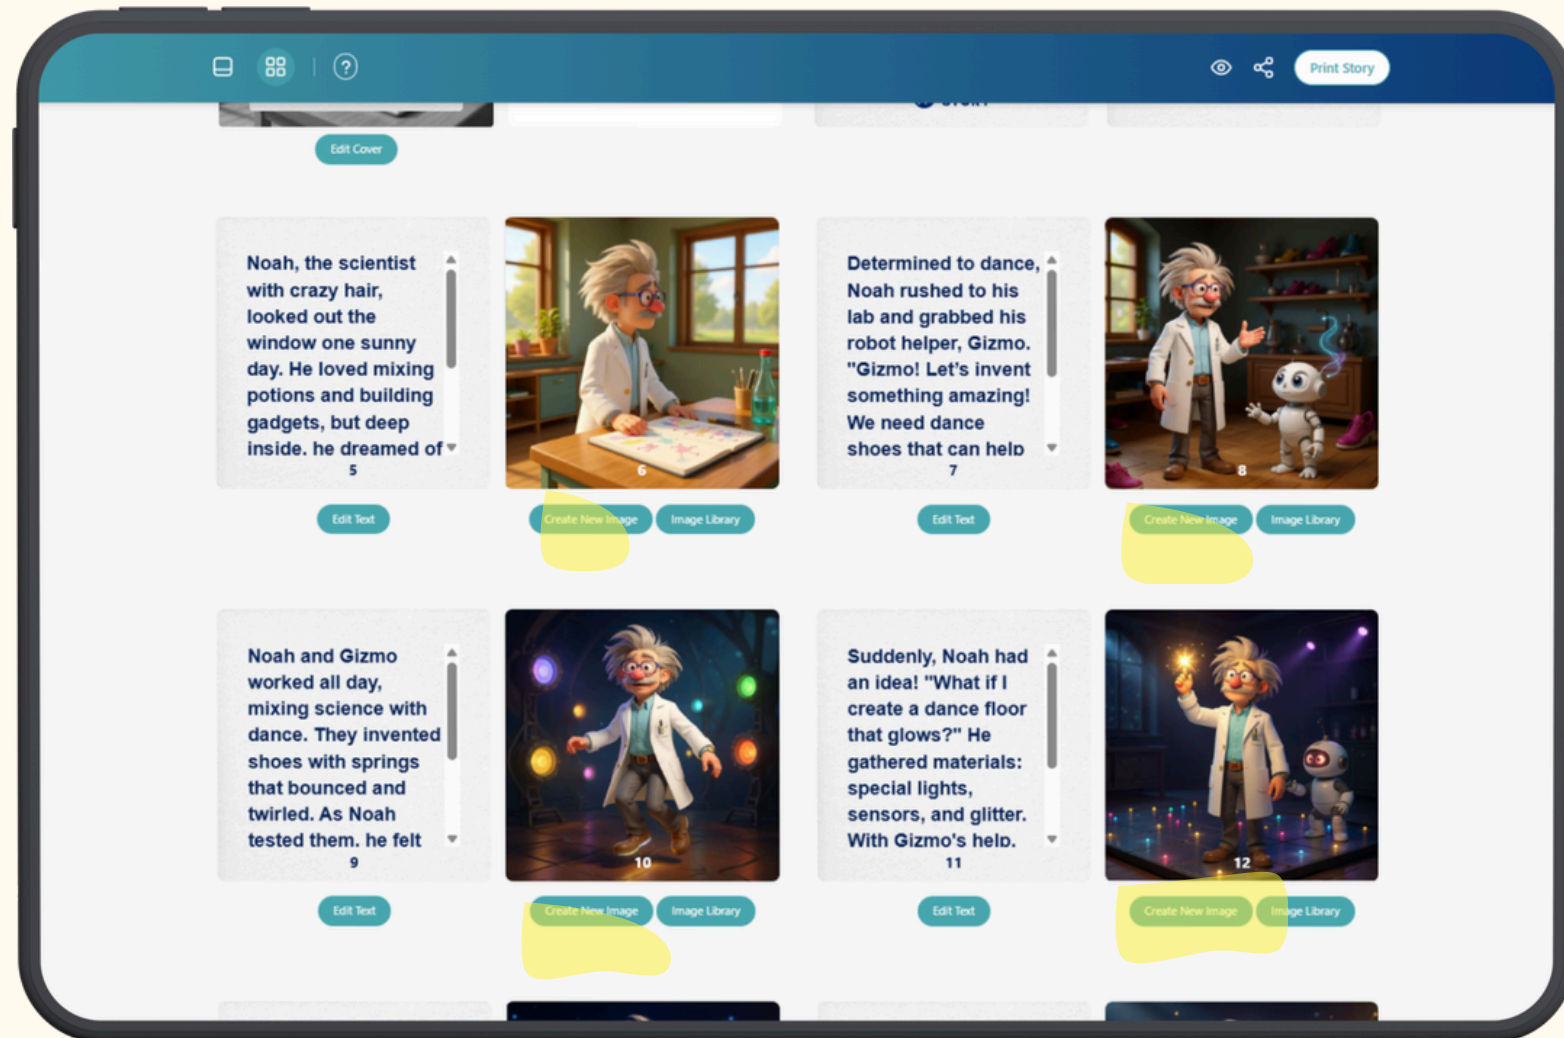 ?
Print Story
Edit Cover
Noah, the scientist
with crazy hair,
looked out the
window one sunny
day. He loved mixing
potions and building
gadgets, but deep
inside, he dreamed of
5
6
Determined to dance,
Noah rushed to his
lab and grabbed his
robot helper, Gizmo.
"Gizmo! Let's invent
something amazing!
We need dance
shoes that can help
7
8
Edit Text
Create New Image
Image Library
Edit Text
Create New Image
Image Library
Noah and Gizmo
worked all day,
mixing science with
dance. They invented
shoes with springs
that bounced and
twirled. As Noah
tested them, he felt
9
10
Suddenly, Noah had
an idea! "What if I
create a dance floor
that glows?" He
gathered materials:
special lights,
sensors, and glitter.
With Gizmo's help,
11
12
Edit Text
Create New Image
Image Library
Edit Text
Create New Image
Image Library